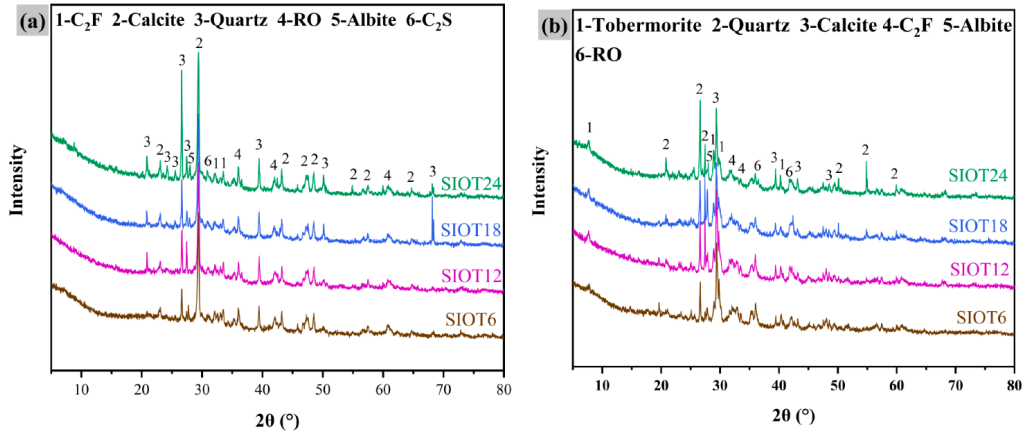 (a) 1-C₂F 2-Calcite 3-Quartz 4-RO 5-Albite 6-C₂S
2
3
3 2 3 3 3 5 6 1 1 4 3 4 2 2 2 3 2 2 4 2 3
SIOT24
SIOT18
SIOT12
SIOT6
Intensity
10 20 30 40 50 60 70 80
2θ (°)
(b) 1-Tobermorite 2-Quartz 3-Calcite 4-C₂F 5-Albite
6-RO
2 3
1 2 2 5 1 1 4 4 6 3 1 6 3 3 2 2 2
SIOT24
SIOT18
SIOT12
SIOT6
Intensity
10 20 30 40 50 60 70 80
2θ (°)